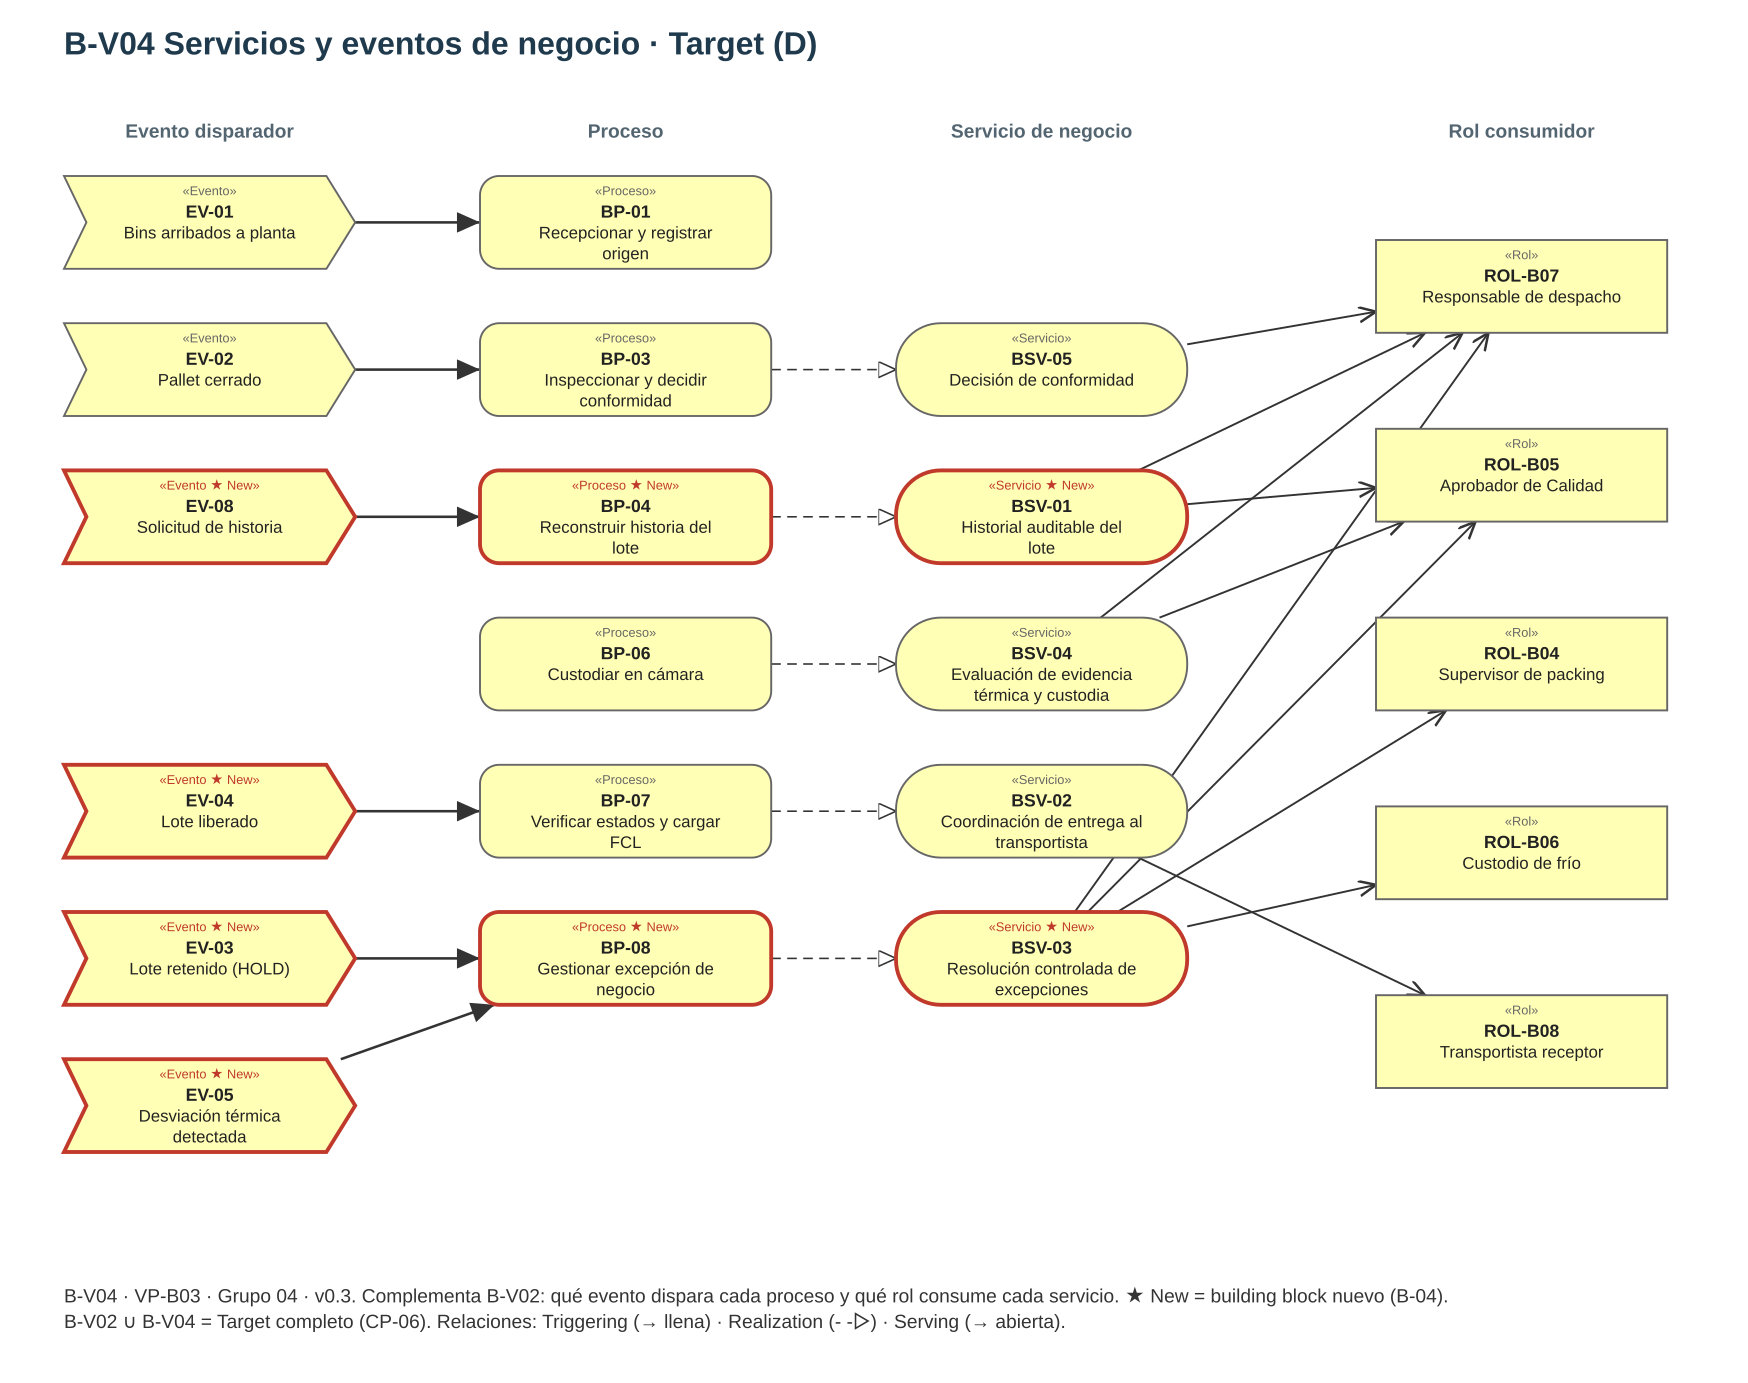 B-V04 Servicios y eventos de negocio · Target (D)
Evento disparador
Proceso
Servicio de negocio
Rol consumidor
«Evento»
EV-01
Bins arribados a planta
«Proceso»
BP-01
Recepcionar y registrar
origen
«Rol»
ROL-B07
Responsable de despacho
«Evento»
EV-02
Pallet cerrado
«Proceso»
BP-03
Inspeccionar y decidir
conformidad
«Servicio»
BSV-05
Decisión de conformidad
«Rol»
ROL-B05
Aprobador de Calidad
«Evento ★ New»
EV-08
Solicitud de historia
«Proceso ★ New»
BP-04
Reconstruir historia del
lote
«Servicio ★ New»
BSV-01
Historial auditable del
lote
«Proceso»
BP-06
Custodiar en cámara
«Servicio»
BSV-04
Evaluación de evidencia
térmica y custodia
«Rol»
ROL-B04
Supervisor de packing
«Evento ★ New»
EV-04
Lote liberado
«Proceso»
BP-07
Verificar estados y cargar
FCL
«Servicio»
BSV-02
Coordinación de entrega al
transportista
«Rol»
ROL-B06
Custodio de frío
«Evento ★ New»
EV-03
Lote retenido (HOLD)
«Proceso ★ New»
BP-08
Gestionar excepción de
negocio
«Servicio ★ New»
BSV-03
Resolución controlada de
excepciones
«Rol»
ROL-B08
Transportista receptor
«Evento ★ New»
EV-05
Desviación térmica
detectada
B-V04 · VP-B03 · Grupo 04 · v0.3. Complementa B-V02: qué evento dispara cada proceso y qué rol consume cada servicio. ★ New = building block nuevo (B-04).
B-V02 ∪ B-V04 = Target completo (CP-06). Relaciones: Triggering (→ llena) · Realization (- -▷) · Serving (→ abierta).